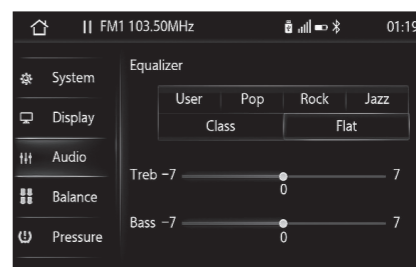 FM1 103.50MHz 01:19
System
Display
Audio
Balance
Pressure
Equalizer
User Pop Rock Jazz
Class Flat
Treb -7 7
0
Bass -7 7
0